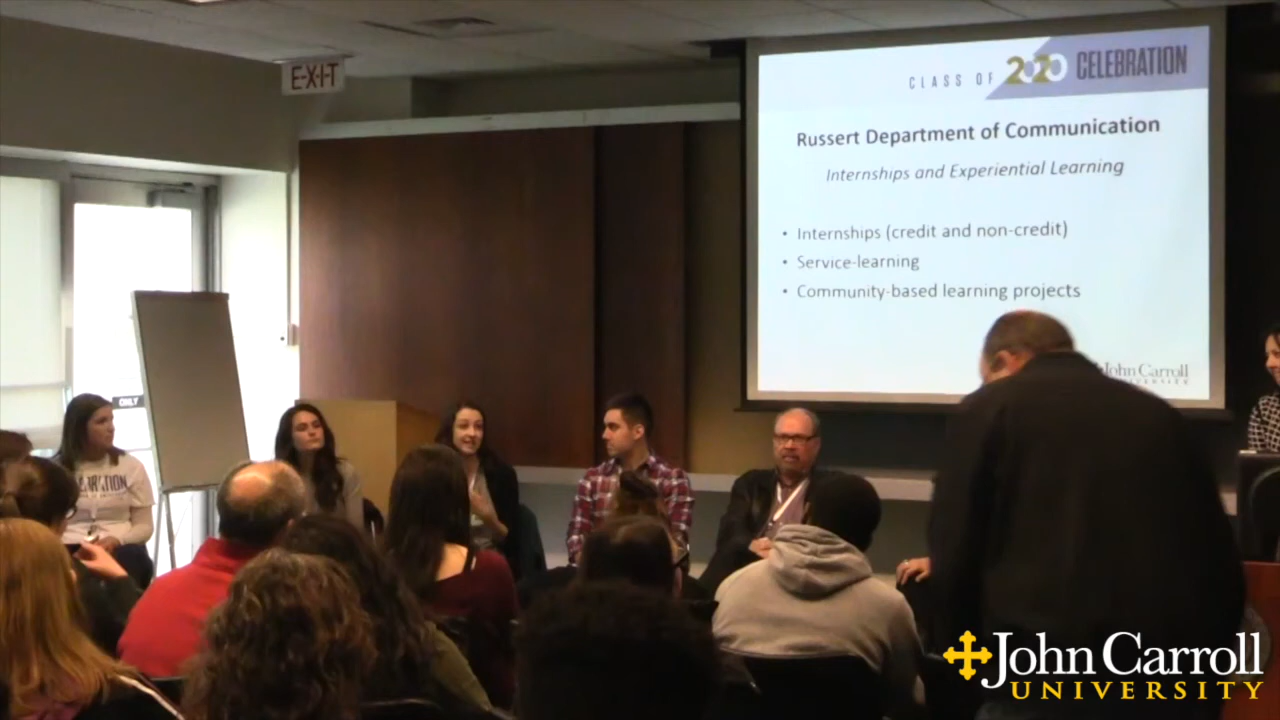 E·X·I·T
CLASS OF 2020 CELEBRATION
Russert Department of Communication
Internships and Experiential Learning
• Internships (credit and non-credit)
• Service-learning
• Community-based learning projects
John Carroll
UNIVERSITY
ONLY
John Carroll
UNIVERSITY